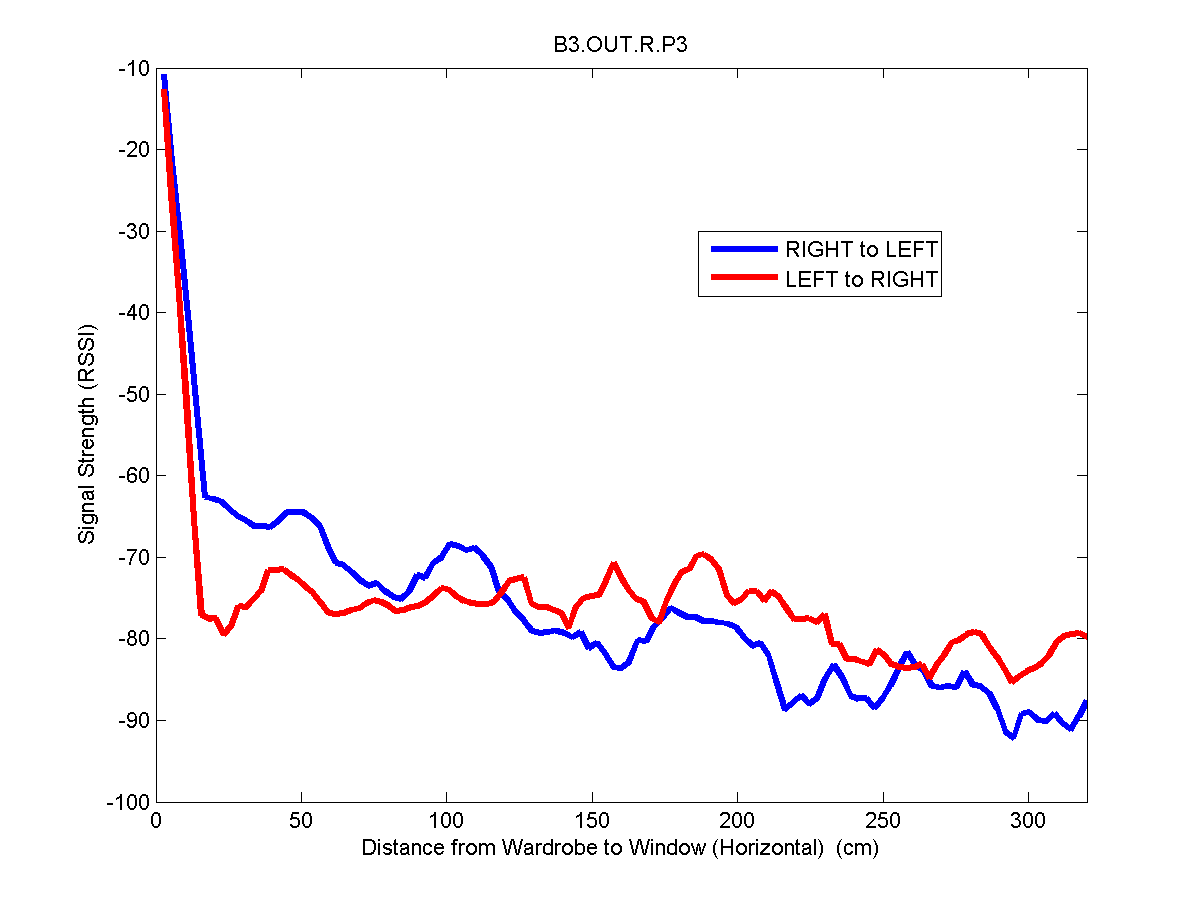 B3.OUT.R.P3
-10
-20
-30
-40
-50
-60
-70
-80
-90
-100
Signal Strength (RSSI)
RIGHT to LEFT
LEFT to RIGHT
0 50 100 150 200 250 300
Distance from Wardrobe to Window (Horizontal)  (cm)